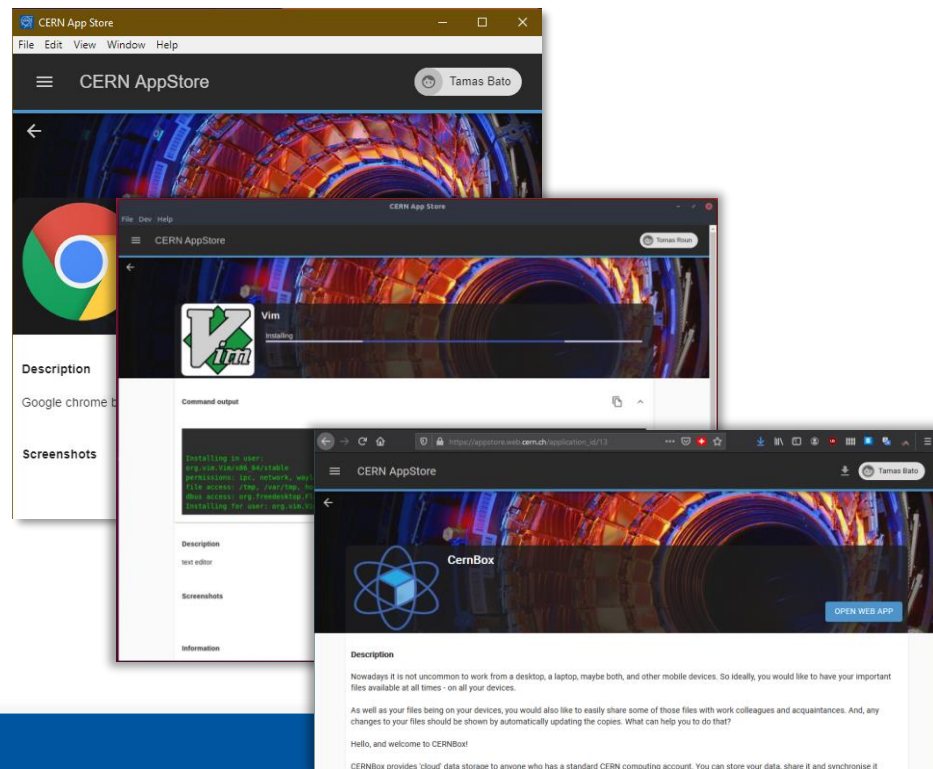 CERN App Store
File Edit View Window Help
CERN AppStore
Tamas Bato
Description
Google chrome b
Screenshots
CERN App Store
File Dev Help
CERN AppStore
Tomas Roun
Vim
Vim
Installing
Command output
Installing in user:
org.vim.Vim/x86_64/stable
permissions: ipc, network, wayl
file access: /tmp, /var/tmp, ho
dbus access: org.freedesktop.Fl
Installing for user: org.vim.Vi
Description
text editor
Screenshots
Information
https://appstore.web.cern.ch/application_id/13
CERN AppStore
Tamas Bato
CernBox
OPEN WEB APP
Description
Nowadays it is not uncommon to work from a desktop, a laptop, maybe both, and other mobile devices. So ideally, you would like to have your important
files available at all times - on all your devices.
As well as your files being on your devices, you would also like to easily share some of those files with work colleagues and acquaintances. And, any
changes to your files should be shown by automatically updating the copies. What can help you to do that?
Hello, and welcome to CERNBox!
CERNBox provides 'cloud' data storage to anyone who has a standard CERN computing account. You can store your data, share it and synchronise it